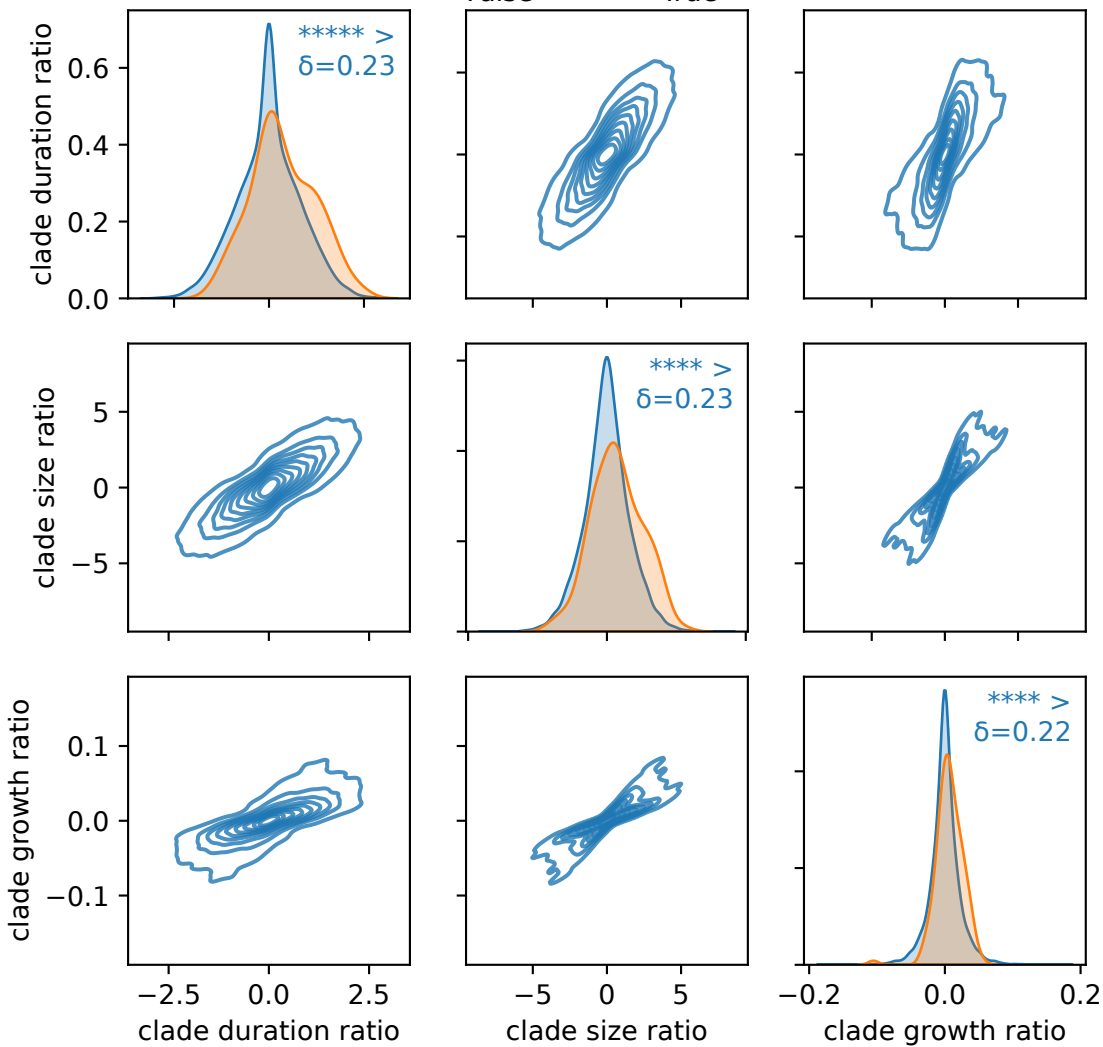 ***** >
δ=0.23
clade duration ratio
0.6
0.4
0.2
0.0
**** >
δ=0.23
clade size ratio
5
0
−5
**** >
δ=0.22
clade growth ratio
0.1
0.0
−0.1
−2.5 0.0 2.5
−5 0 5
−0.2 0.0 0.2
clade duration ratio
clade size ratio
clade growth ratio